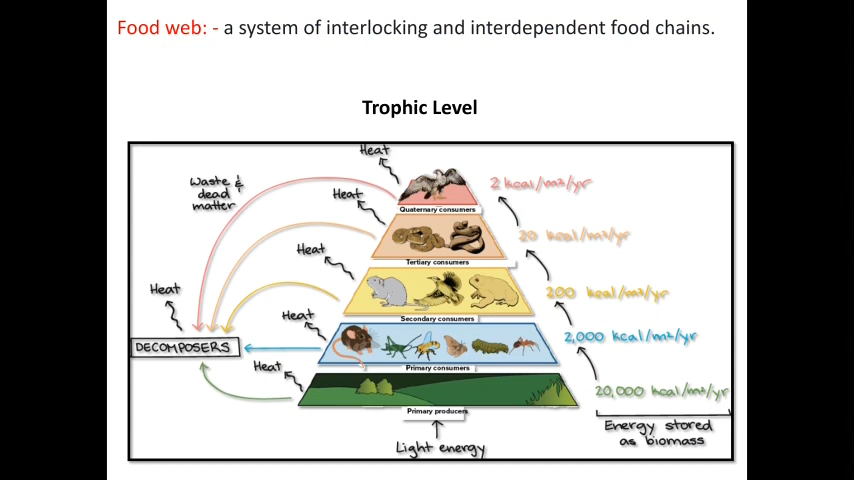 Food web: - a system of interlocking and interdependent food chains.
Trophic Level
Heat
Waste &
dead
matter
2 kcal/m²/yr
Heat
Quaternary consumers
20 kcal/m²/yr
Heat
Tertiary consumers
Heat
200 kcal/m²/yr
Heat
Secondary consumers
2,000 kcal/m²/yr
DECOMPOSERS
Heat
Primary consumers
20,000 kcal/m²/yr
Primary producers
Energy stored
as biomass
Light energy